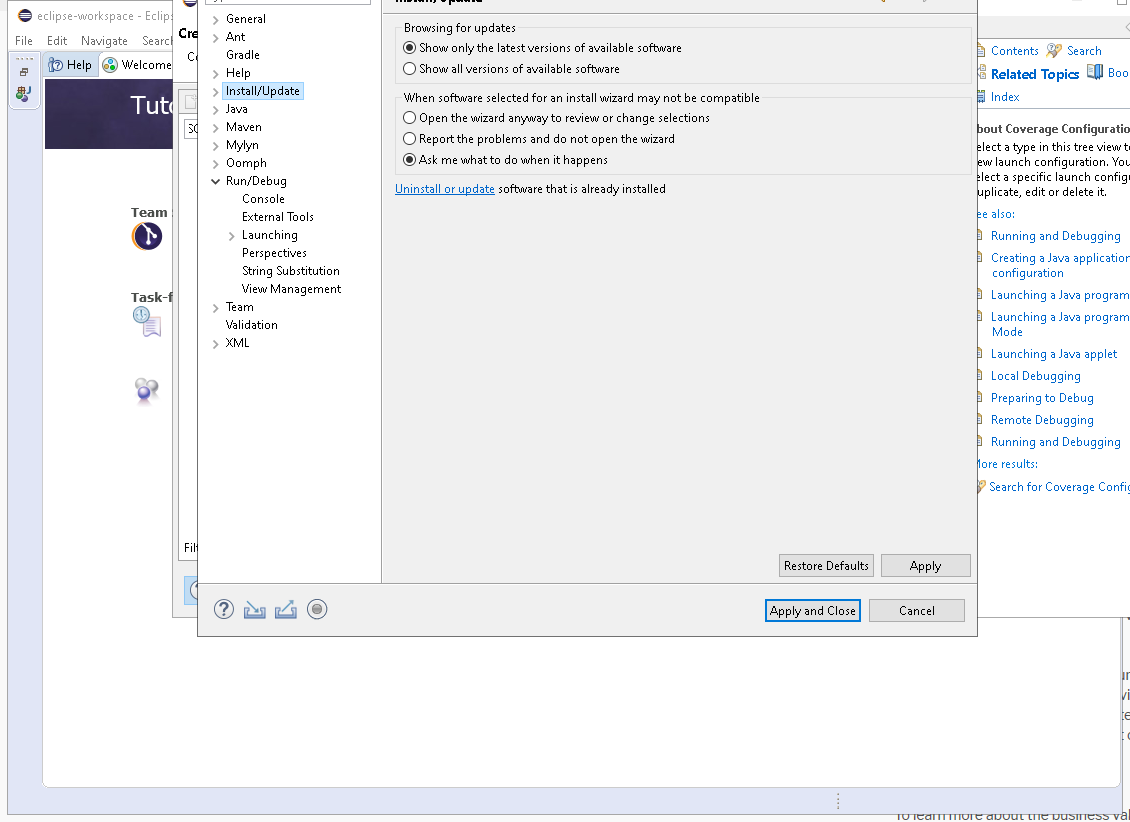 eclipse-workspace - Eclips
File Edit Navigate Search
Help Welcome
Tuto
Team
Task-f
Cre
General
Ant
Gradle
Help
Install/Update
Java
Maven
Mylyn
Oomph
Run/Debug
Console
External Tools
Launching
Perspectives
String Substitution
View Management
Team
Validation
XML
Filt
Install/Update
Browsing for updates
Show only the latest versions of available software
Show all versions of available software
When software selected for an install wizard may not be compatible
Open the wizard anyway to review or change selections
Report the problems and do not open the wizard
Ask me what to do when it happens
Uninstall or update software that is already installed
Restore Defaults Apply
Apply and Close Cancel
Contents Search
Related Topics Boo
Index
bout Coverage Configuratio
elect a type in this tree view to
ew launch configuration. You
elect a specific launch configu
uplicate, edit or delete it.
ee also:
Running and Debugging
Creating a Java application
configuration
Launching a Java program
Launching a Java program
Mode
Launching a Java applet
Local Debugging
Preparing to Debug
Remote Debugging
Running and Debugging
More results:
Search for Coverage Config
To learn more about the business val